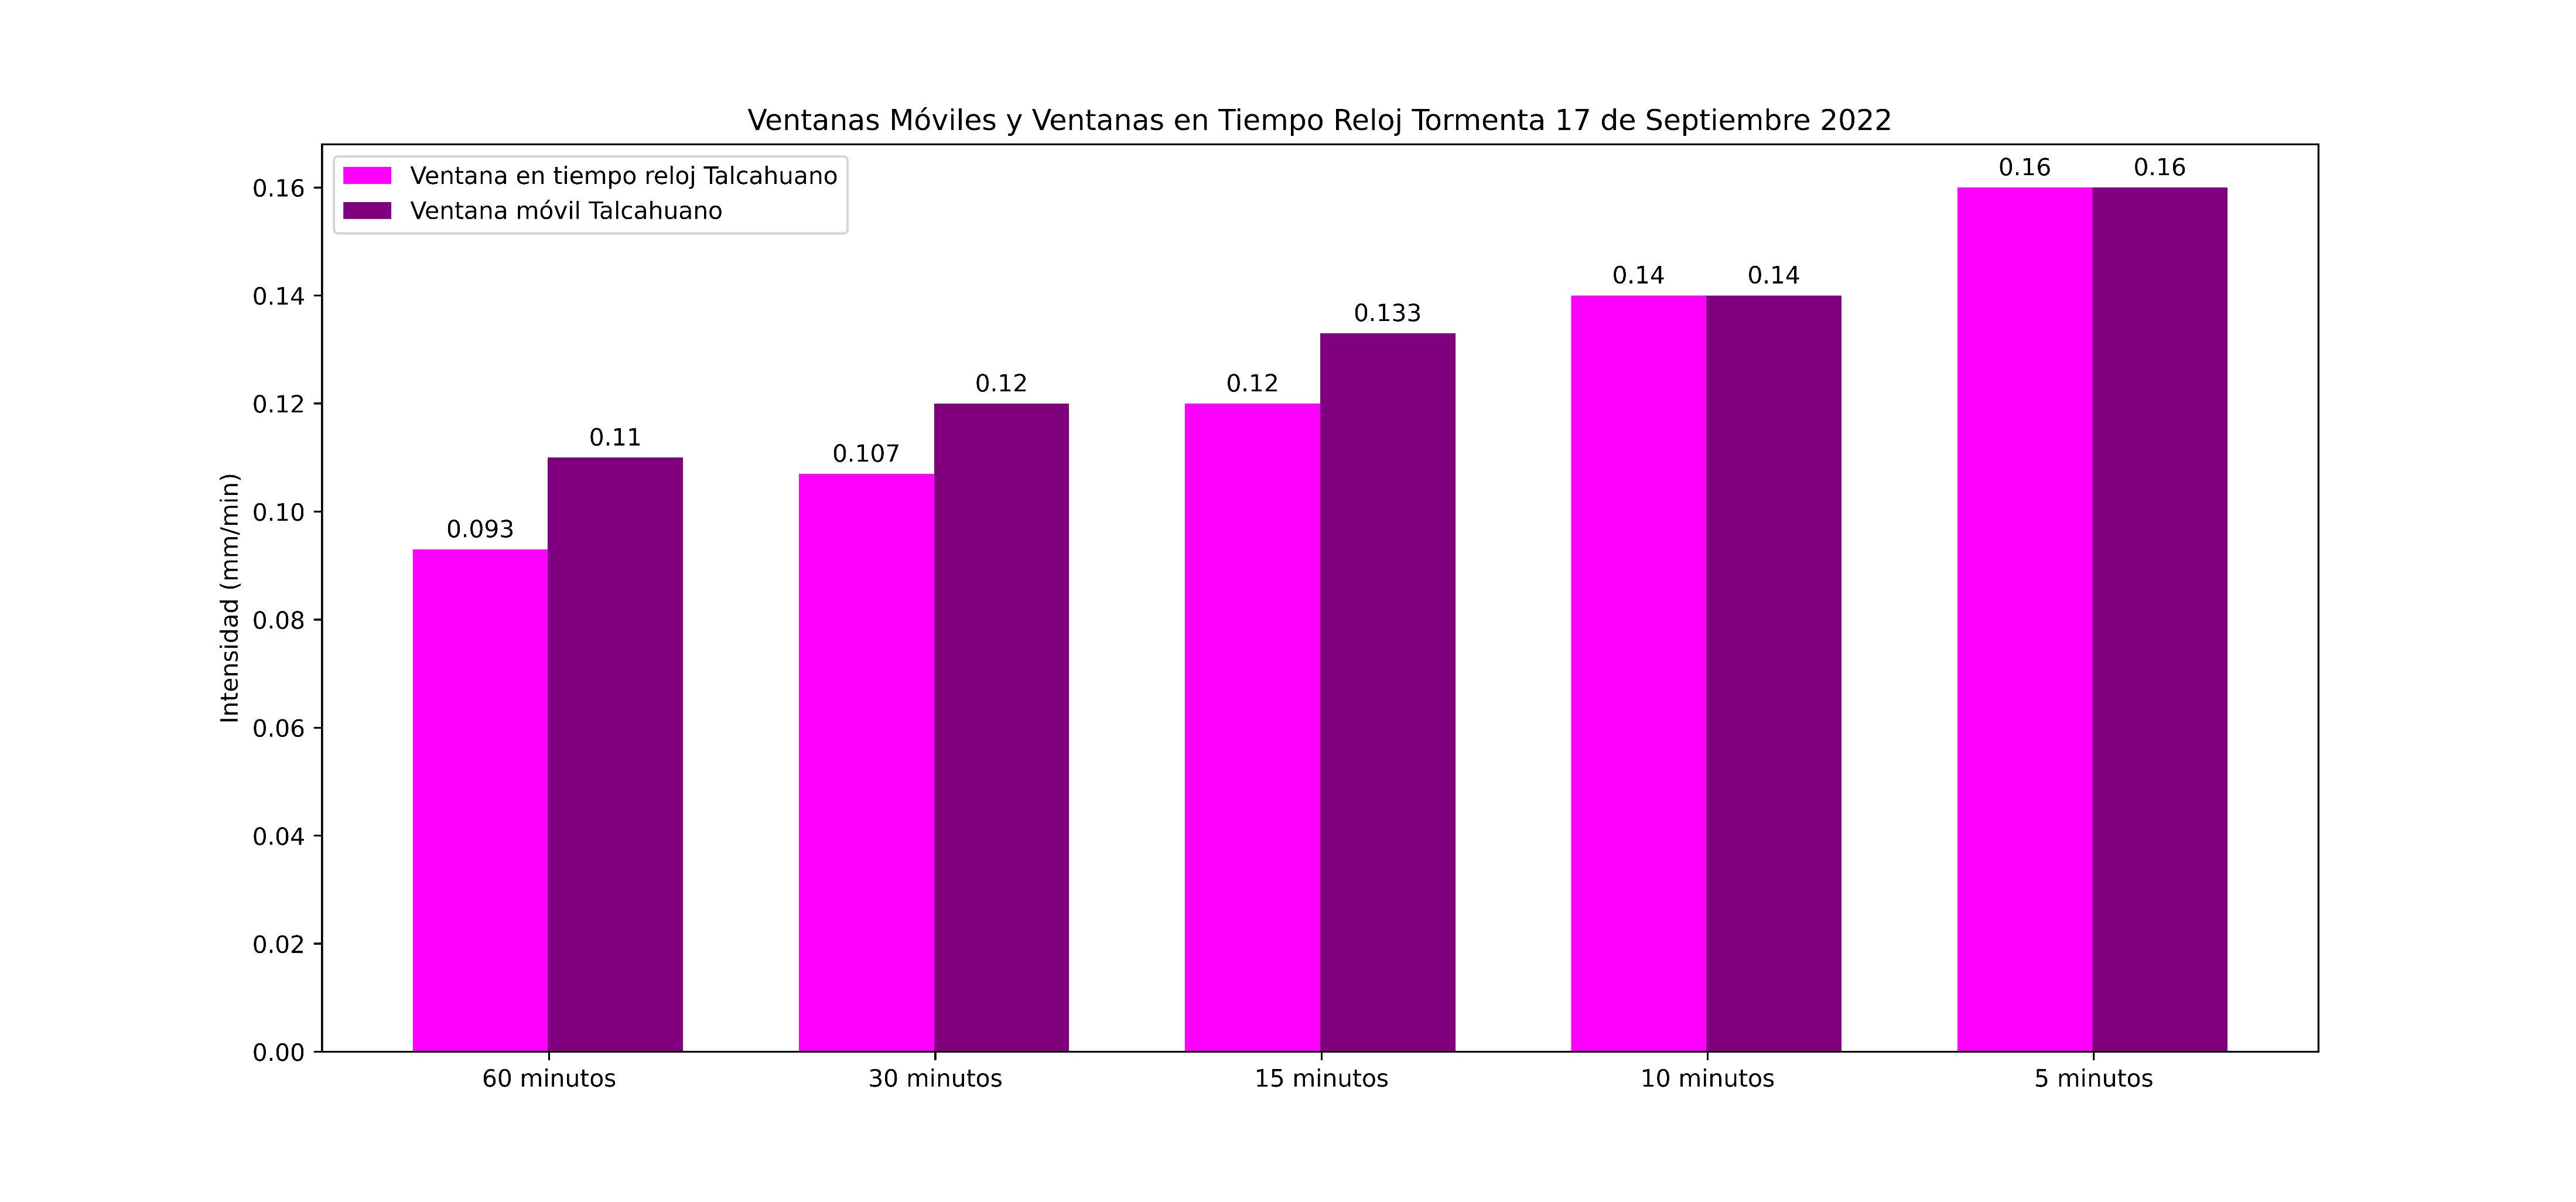 Ventanas Móviles y Ventanas en Tiempo Reloj Tormenta 17 de Septiembre 2022
Ventana en tiempo reloj Talcahuano
Ventana móvil Talcahuano
Intensidad (mm/min)
0.16
0.14
0.12
0.10
0.08
0.06
0.04
0.02
0.00
0.093
0.11
0.107
0.12
0.12
0.133
0.14
0.14
0.16
0.16
60 minutos
30 minutos
15 minutos
10 minutos
5 minutos